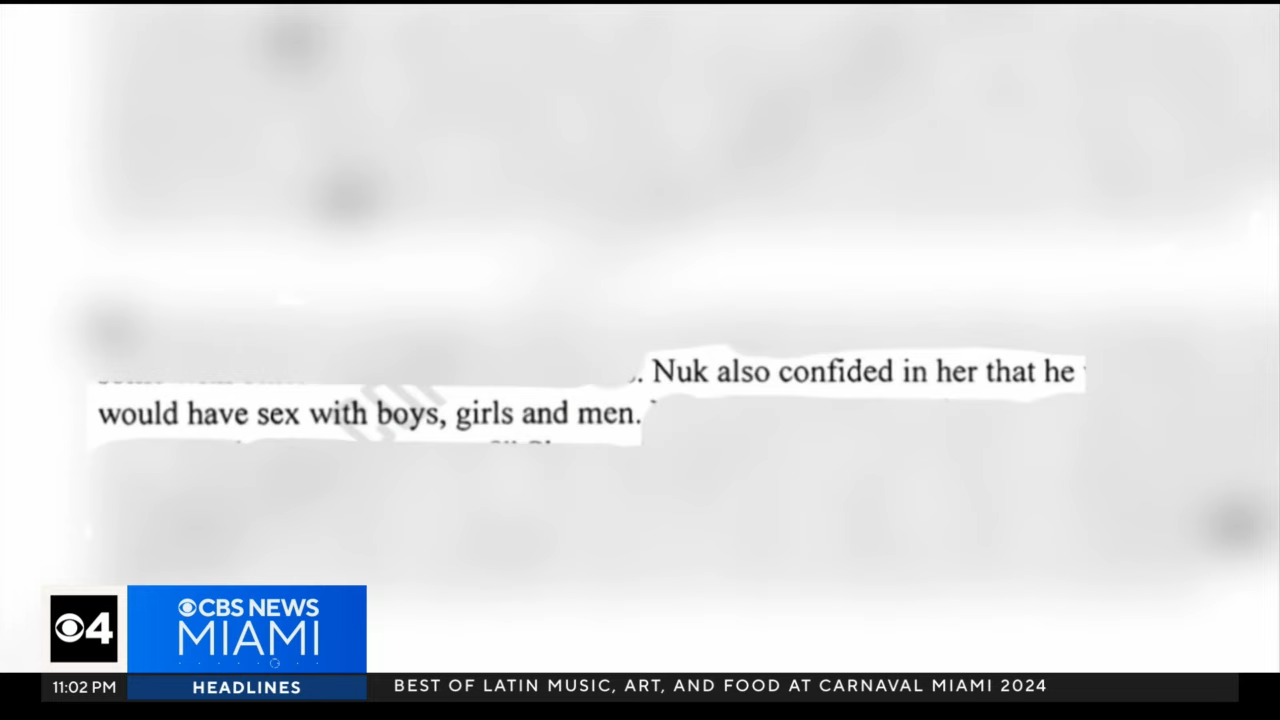 . Nuk also confided in her that he
would have sex with boys, girls and men.
4
CBS NEWS
MIAMI
11:02 PM
HEADLINES
BEST OF LATIN MUSIC, ART, AND FOOD AT CARNAVAL MIAMI 2024